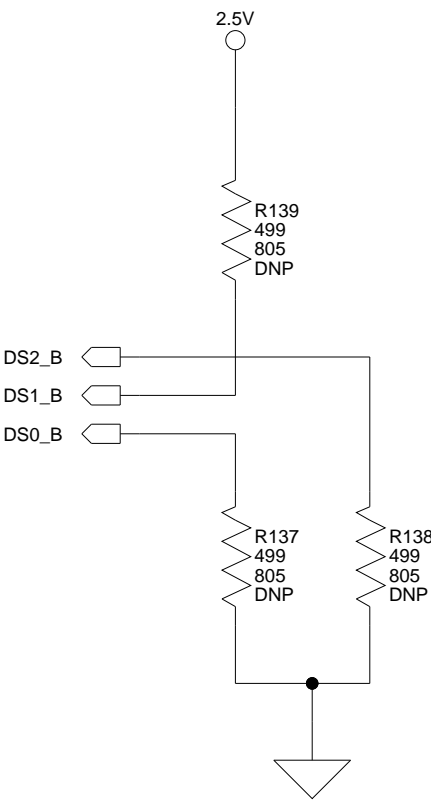 2.5V
R139
499
805
DNP
DS2_B
DS1_B
DS0_B
R137
499
805
DNP
R138
499
805
DNP